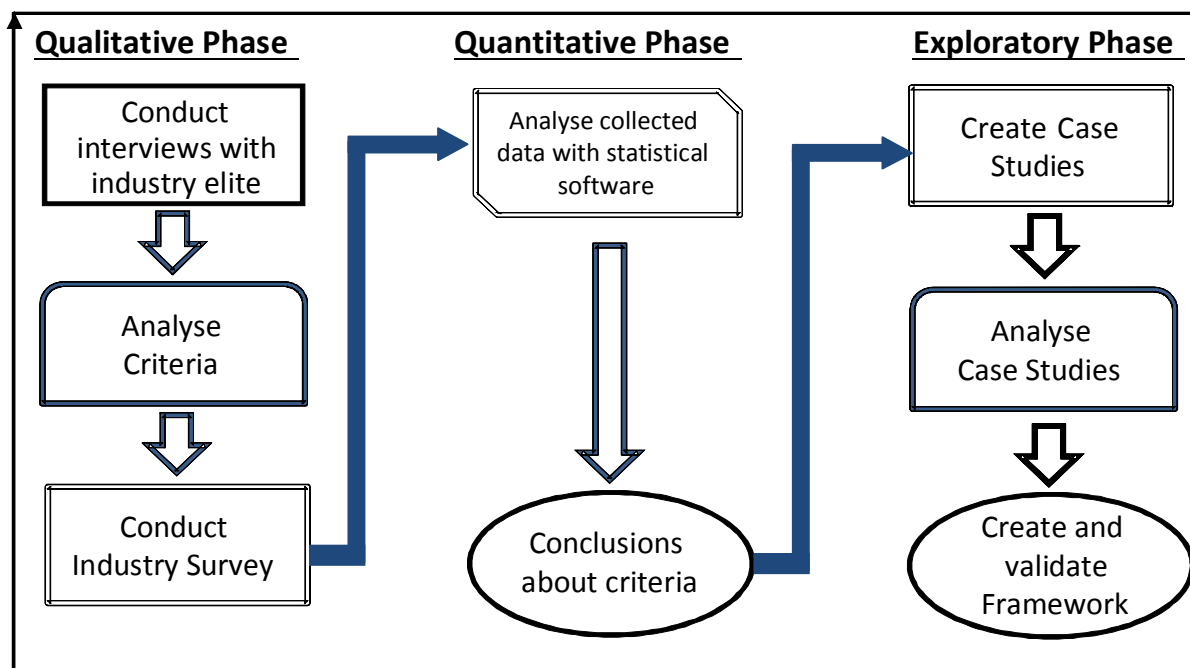 Qualitative Phase
Conduct
interviews with
industry elite
Analyse
Criteria
Conduct
Industry Survey
Quantitative Phase
Analyse collected
data with statistical
software
Conclusions
about criteria
Exploratory Phase
Create Case
Studies
Analyse
Case Studies
Create and
validate
Framework